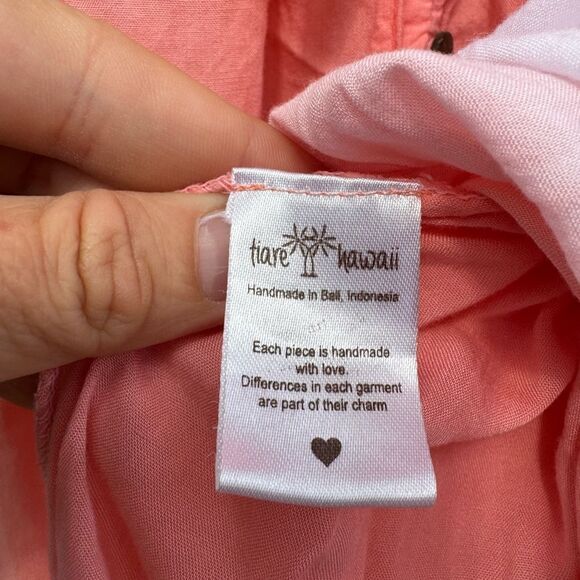 tiare hawaii
Handmade in Bali, Indonesia
Each piece is handmade
with love.
Differences in each garment
are part of their charm